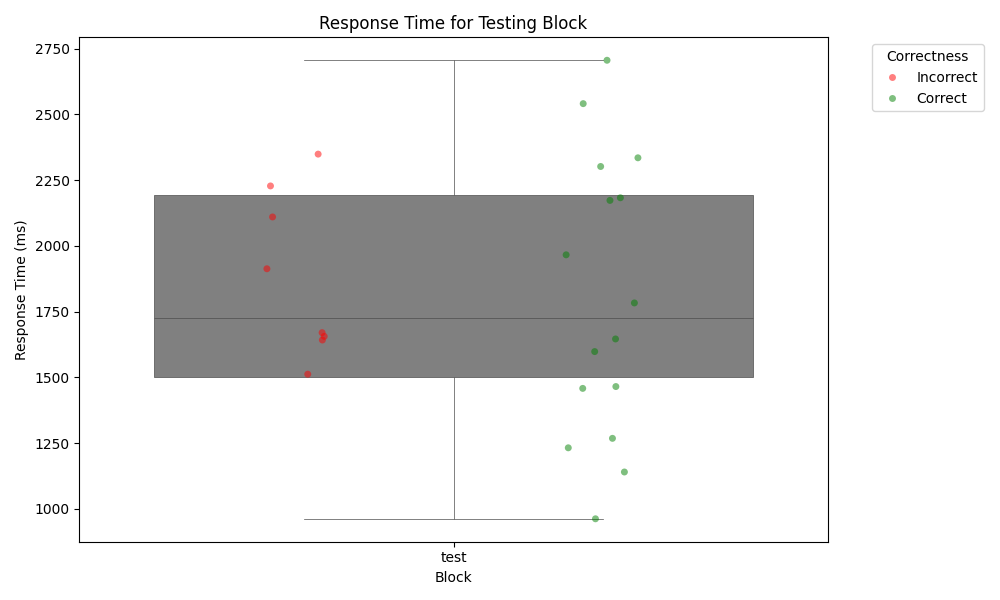 Response Time for Testing Block
Correctness
Incorrect
Correct
2750
2500
2250
2000
1750
1500
1250
1000
Response Time (ms)
test
Block